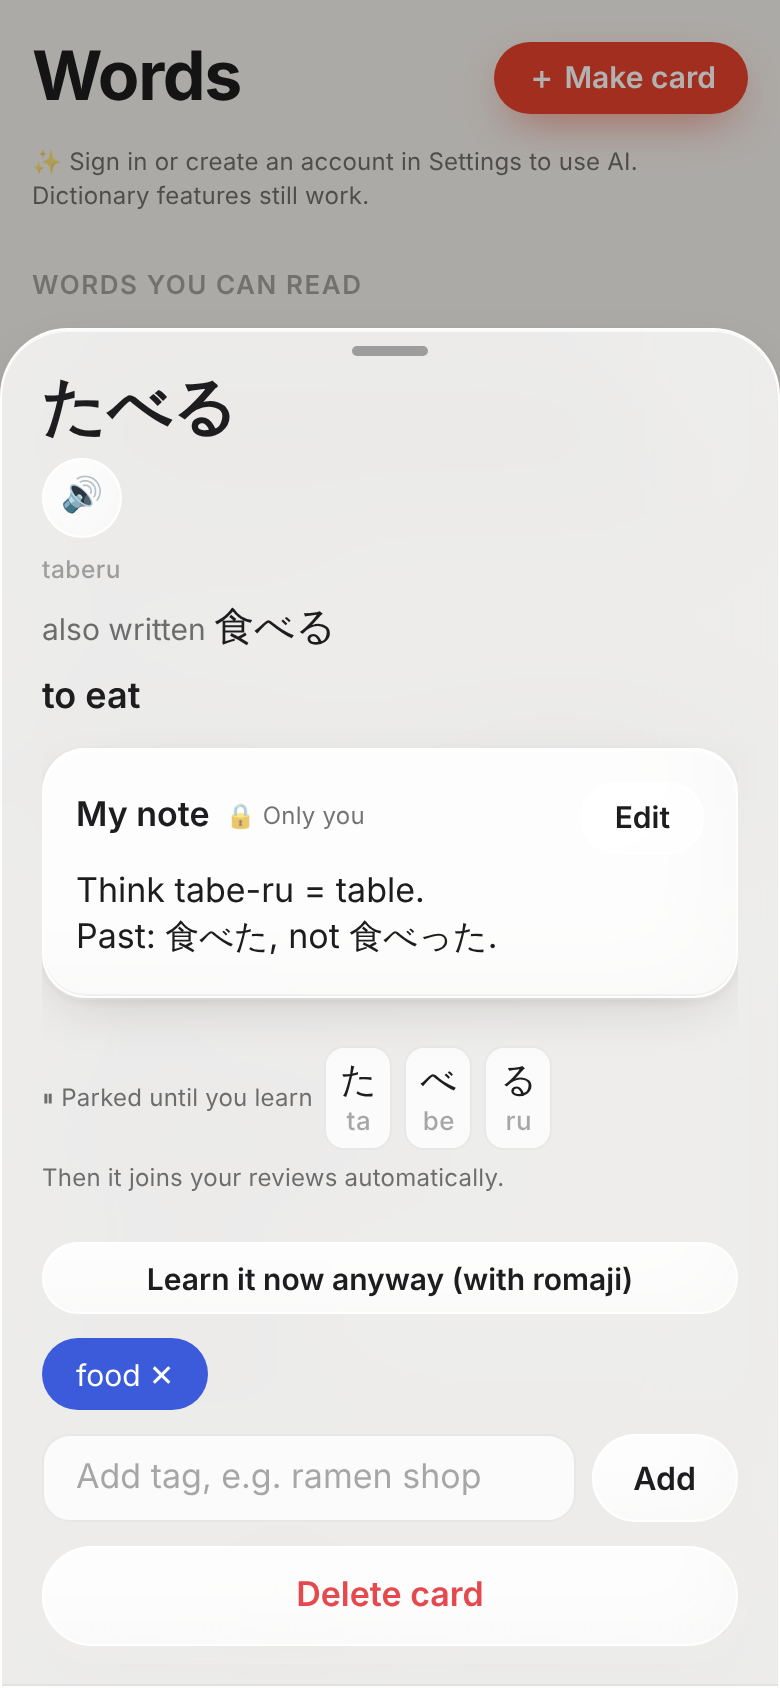 Words
+ Make card
✨ Sign in or create an account in Settings to use AI.
Dictionary features still work.
WORDS YOU CAN READ
たべる
taberu
also written 食べる
to eat
My note 🔒 Only you
Edit
Think tabe-ru = table.
Past: 食べた, not 食べった.
⏸ Parked until you learn た ta べ be る ru
Then it joins your reviews automatically.
Learn it now anyway (with romaji)
food ✕
Add tag, e.g. ramen shop
Add
Delete card